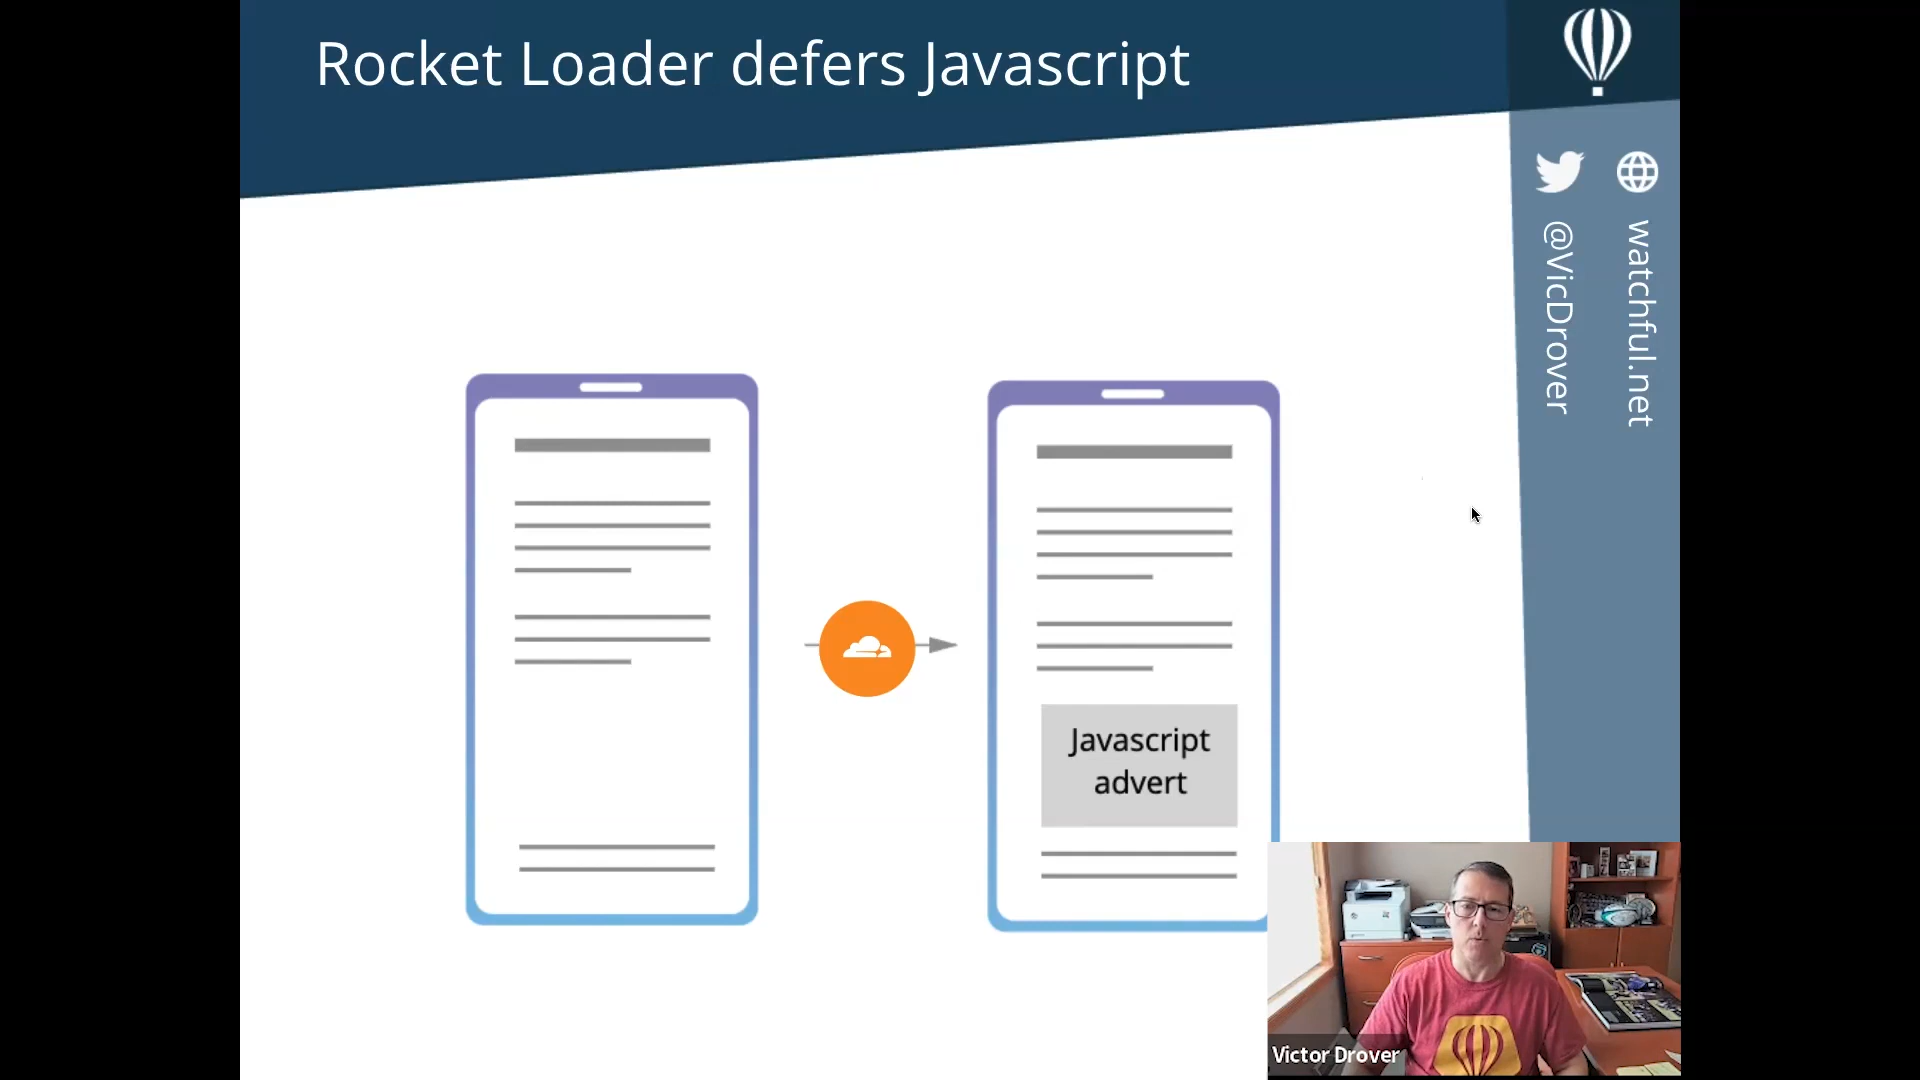 Rocket Loader defers Javascript
@VicDrover
watchful.net
Javascript
advert
Victor Drover